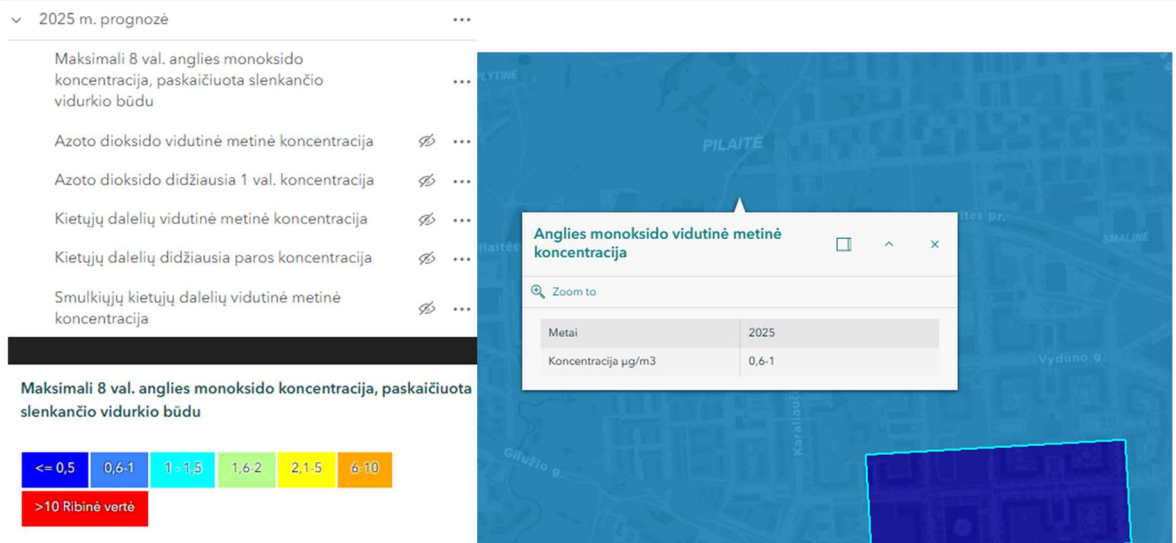 2025 m. prognozė
Maksimali 8 val. anglies monoksido
koncentracija, paskaičiuota slenkančio
vidurkio būdu
Azoto dioksido vidutinė metinė koncentracija
Azoto dioksido didžiausia 1 val. koncentracija
Kietųjų dalelių vidutinė metinė koncentracija
Kietųjų dalelių didžiausia paros koncentracija
Smulkiųjų kietųjų dalelių vidutinė metinė
koncentracija
Maksimali 8 val. anglies monoksido koncentracija, paskaičiuota
slenkančio vidurkio būdu
<= 0,5 0,6-1 1 - 1,5 1,6-2 2,1-5 6-10
>10 Ribinė vertė
PILAITĖ
Anglies monoksido vidutinė metinė
koncentracija
Zoom to
Metai 2025
Koncentracija µg/m3 0,6-1
ites pr.
SMALINĖ
Vydūno g.
Gilužio g.